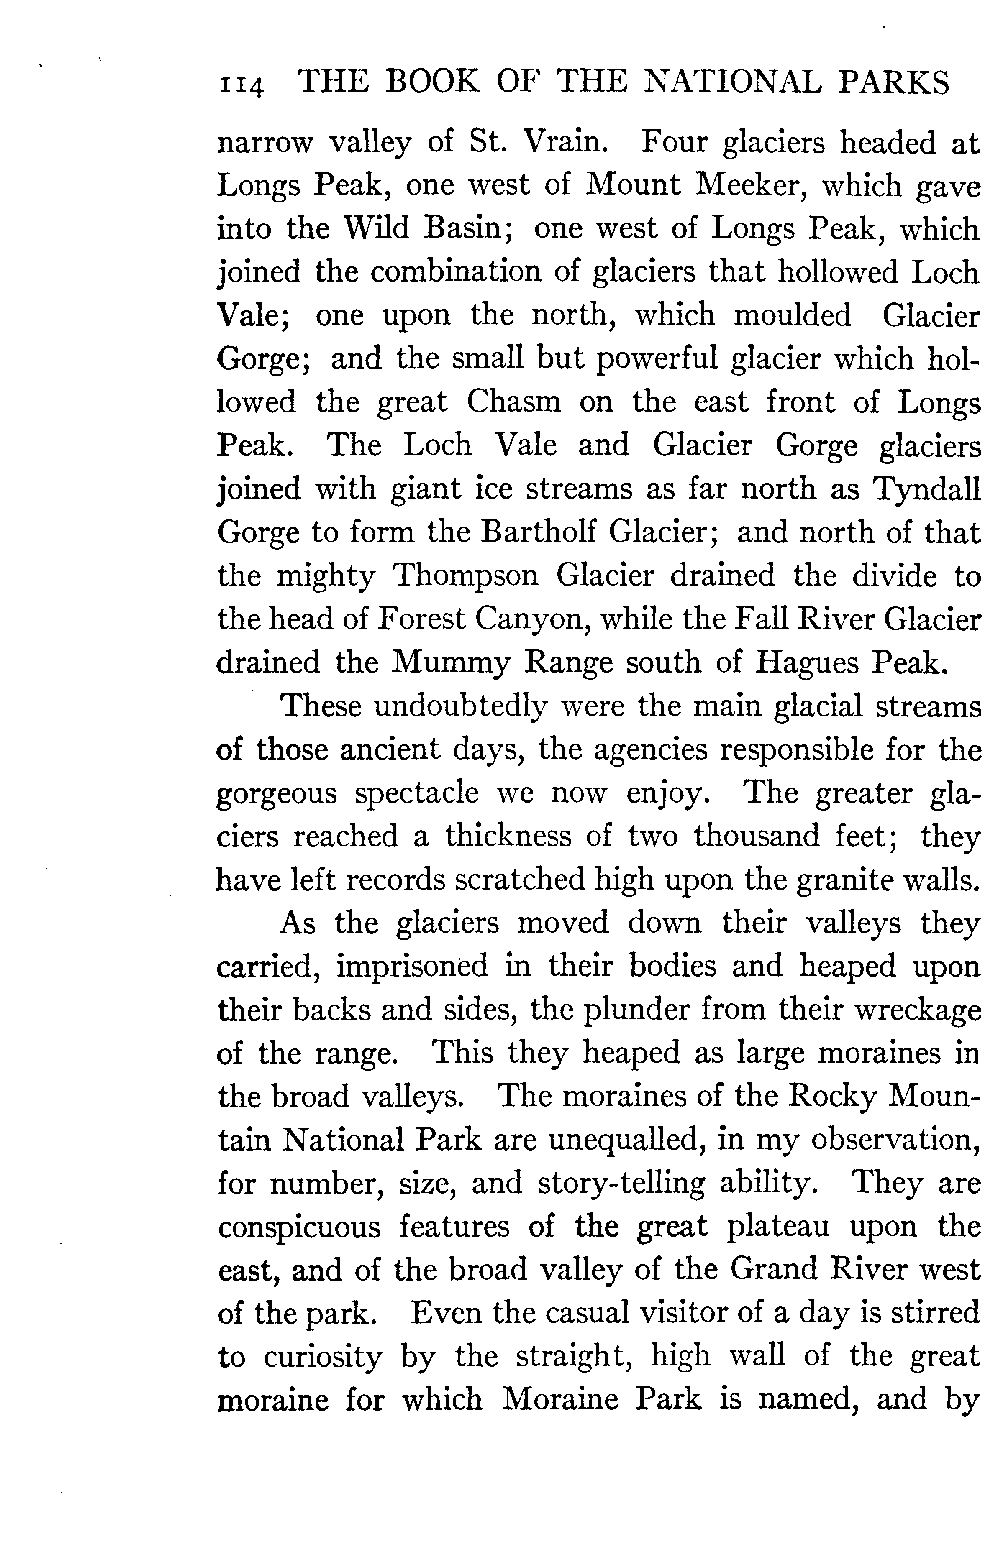 114 THE BOOK OF THE NATIONAL PARKS
narrow valley of St. Vrain. Four glaciers headed at
Longs Peak, one west of Mount Meeker, which gave
into the Wild Basin; one west of Longs Peak, which
joined the combination of glaciers that hollowed Loch
Vale; one upon the north, which moulded Glacier
Gorge; and the small but powerful glacier which hol-
lowed the great Chasm on the east front of Longs
Peak. The Loch Vale and Glacier Gorge glaciers
joined with giant ice streams as far north as Tyndall
Gorge to form the Bartholf Glacier; and north of that
the mighty Thompson Glacier drained the divide to
the head of Forest Canyon, while the Fall River Glacier
drained the Mummy Range south of Hagues Peak.
These undoubtedly were the main glacial streams
of those ancient days, the agencies responsible for the
gorgeous spectacle we now enjoy. The greater gla-
ciers reached a thickness of two thousand feet; they
have left records scratched high upon the granite walls.
As the glaciers moved down their valleys they
carried, imprisoned in their bodies and heaped upon
their backs and sides, the plunder from their wreckage
of the range. This they heaped as large moraines in
the broad valleys. The moraines of the Rocky Moun-
tain National Park are unequalled, in my observation,
for number, size, and story-telling ability. They are
conspicuous features of the great plateau upon the
east, and of the broad valley of the Grand River west
of the park. Even the casual visitor of a day is stirred
to curiosity by the straight, high wall of the great
moraine for which Moraine Park is named, and by